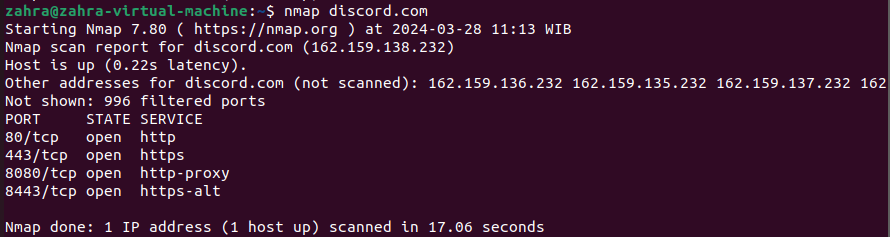 zahra@zahra-virtual-machine:~$ nmap discord.com
Starting Nmap 7.80 ( https://nmap.org ) at 2024-03-28 11:13 WIB
Nmap scan report for discord.com (162.159.138.232)
Host is up (0.22s latency).
Other addresses for discord.com (not scanned): 162.159.136.232 162.159.135.232 162.159.137.232 162
Not shown: 996 filtered ports
PORT     STATE SERVICE
80/tcp   open  http
443/tcp  open  https
8080/tcp open  http-proxy
8443/tcp open  https-alt
Nmap done: 1 IP address (1 host up) scanned in 17.06 seconds